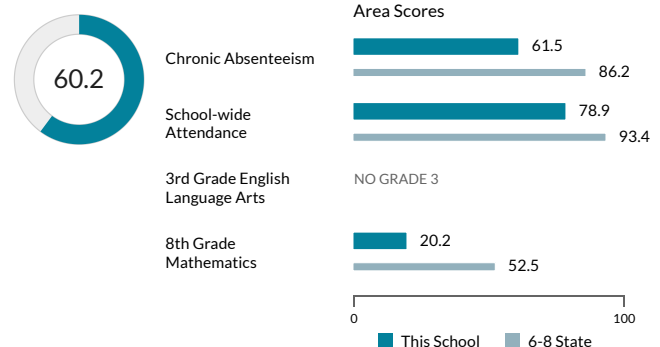 Area Scores
60.2
Chronic Absenteeism
61.5
86.2
School-wide
Attendance
78.9
93.4
3rd Grade English
Language Arts
NO GRADE 3
8th Grade
Mathematics
20.2
52.5
0
100
This School
6-8 State